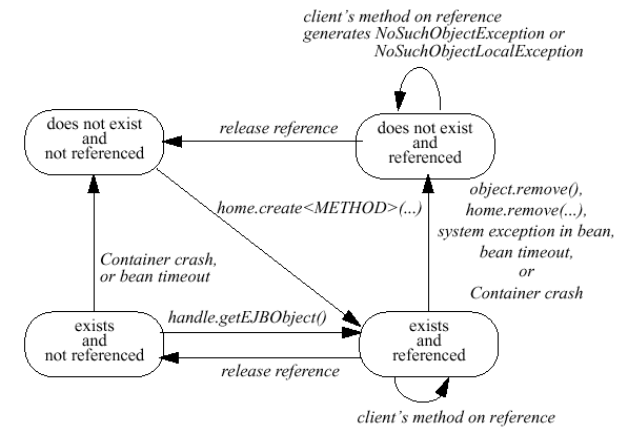 client's method on reference
generates NoSuchObjectException or
NoSuchObjectLocalException
does not exist
and
not referenced
release reference
does not exist
and
referenced
home.create<METHOD>(...)
object.remove(),
home.remove(...),
system exception in bean,
bean timeout,
or
Container crash
Container crash,
or bean timeout
exists
and
not referenced
handle.getEJBObject()
release reference
exists
and
referenced
client's method on reference